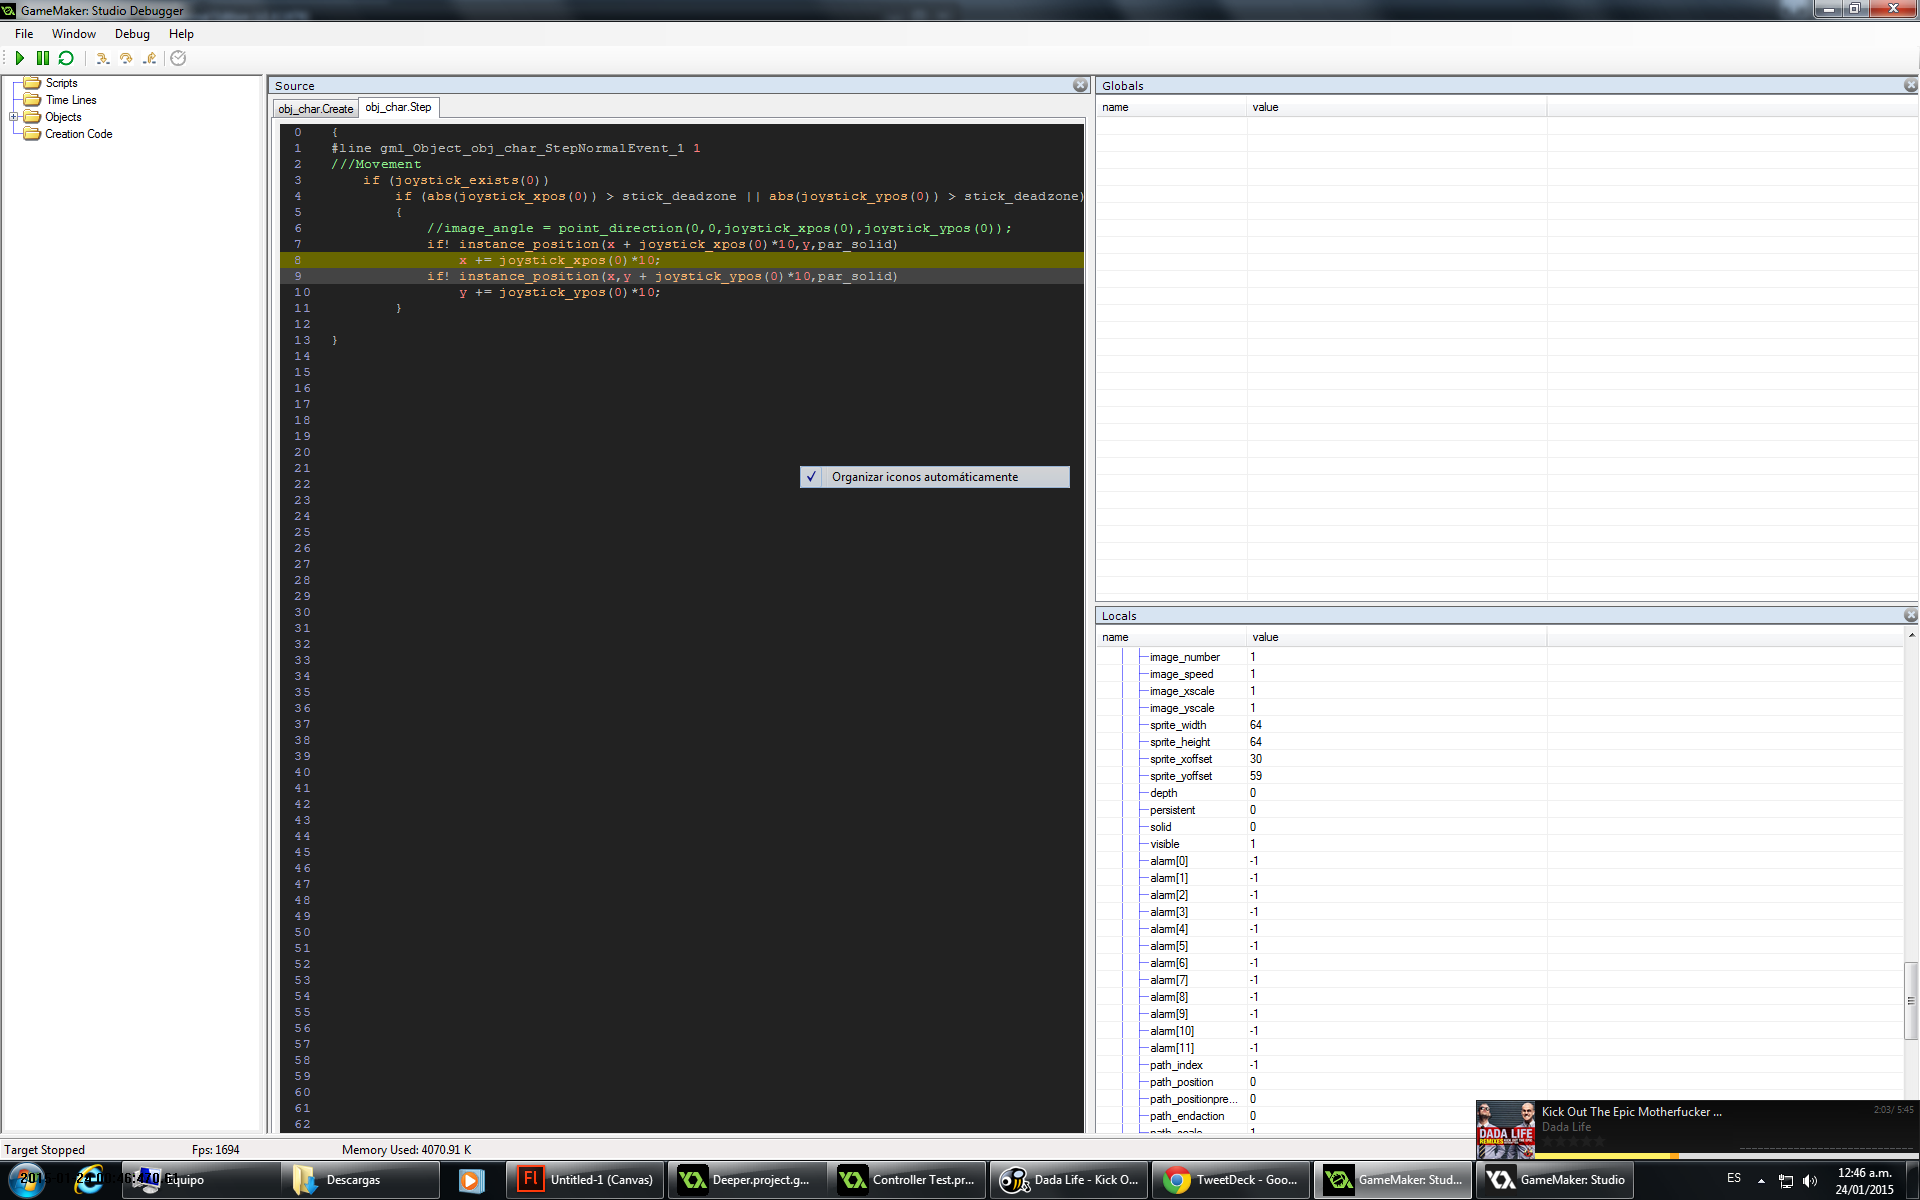 GameMaker: Studio Debugger
File Window Debug Help
Scripts
Time Lines
Objects
Creation Code
Source
obj_char.Create obj_char.Step
0 {
1 #line gml_Object_obj_char_StepNormalEvent_1 1
2 ///Movement
3 if (joystick_exists(0))
4 if (abs(joystick_xpos(0)) > stick_deadzone || abs(joystick_ypos(0)) > stick_deadzone)
5 {
6 //image_angle = point_direction(0,0,joystick_xpos(0),joystick_ypos(0));
7 if! instance_position(x + joystick_xpos(0)*10,y,par_solid)
8 x += joystick_xpos(0)*10;
9 if! instance_position(x,y + joystick_ypos(0)*10,par_solid)
10 y += joystick_ypos(0)*10;
11 }
12
13 }
14
15
16
17
18
19
20
21
22
23
24
25
26
27
28
29
30
31
32
33
34
35
36
37
38
39
40
41
42
43
44
45
46
47
48
49
50
51
52
53
54
55
56
57
58
59
60
61
62
✓ Organizar iconos automáticamente
Globals
name value
Locals
name value
image_number 1
image_speed 1
image_xscale 1
image_yscale 1
sprite_width 64
sprite_height 64
sprite_xoffset 30
sprite_yoffset 59
depth 0
persistent 0
solid 0
visible 1
alarm[0] -1
alarm[1] -1
alarm[2] -1
alarm[3] -1
alarm[4] -1
alarm[5] -1
alarm[6] -1
alarm[7] -1
alarm[8] -1
alarm[9] -1
alarm[10] -1
alarm[11] -1
path_index -1
path_position 0
path_positionpre... 0
path_endaction 0
path_scale 1
Kick Out The Epic Motherfucker ... 2:03/ 5:45
Dada Life
DADA LIFE
REMIXES
Target Stopped Fps: 1694 Memory Used: 4070.91 K
Equipo
Descargas
Untitled-1 (Canvas)
Deeper.project.g...
Controller Test.pr...
Dada Life - Kick O...
TweetDeck - Goo...
GameMaker: Stud...
GameMaker: Studio
ES
12:46 a.m.
24/01/2015